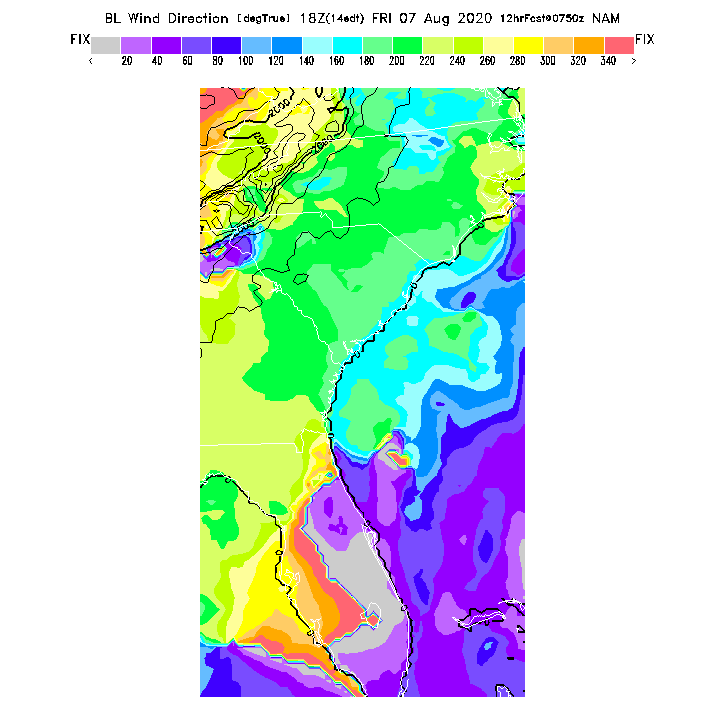 BL Wind Direction [degTrue] 18Z(14edt) FRI 07 Aug 2020 12hrFcst@0750z NAM
FIX FIX
< 20 40 60 80 100 120 140 160 180 200 220 240 260 280 300 320 340 >
2000